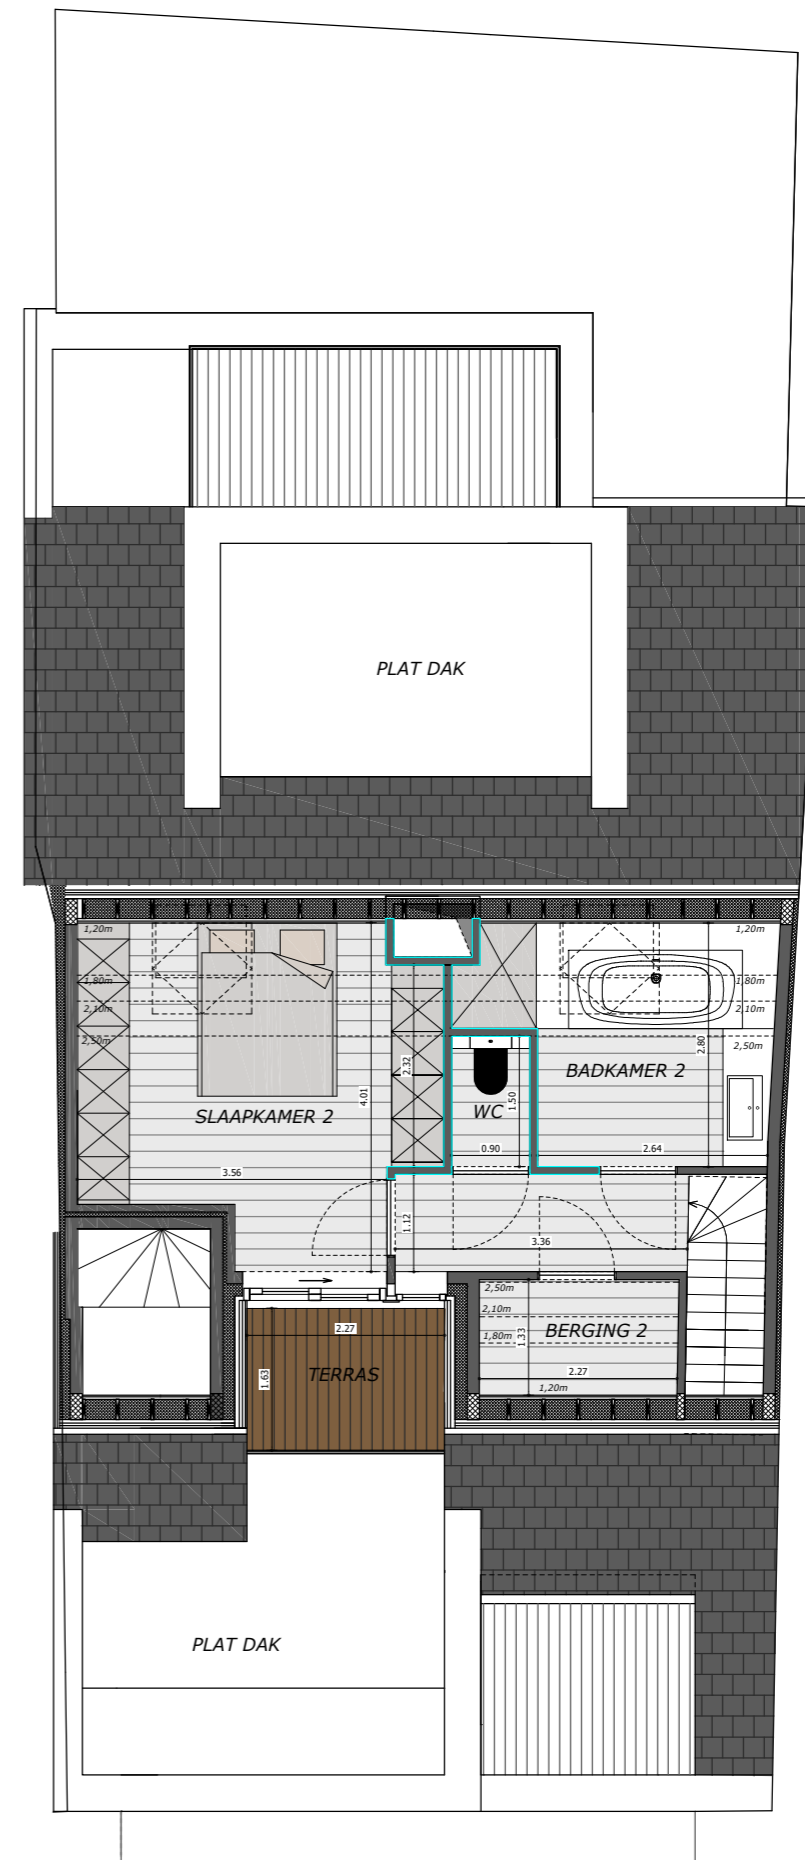 PLAT DAK
1,20m
1,20m
1,80m
1,80m
2,10m
2,10m
2,50m
2,50m
2.80
2.32
BADKAMER 2
4.01
1.50
SLAAPKAMER 2
WC
0.90
2.64
3.56
1.12
3.36
2,50m
2,10m
1,80m
1.33
BERGING 2
2.27
TERRAS
1.63
2.27
1,20m
PLAT DAK